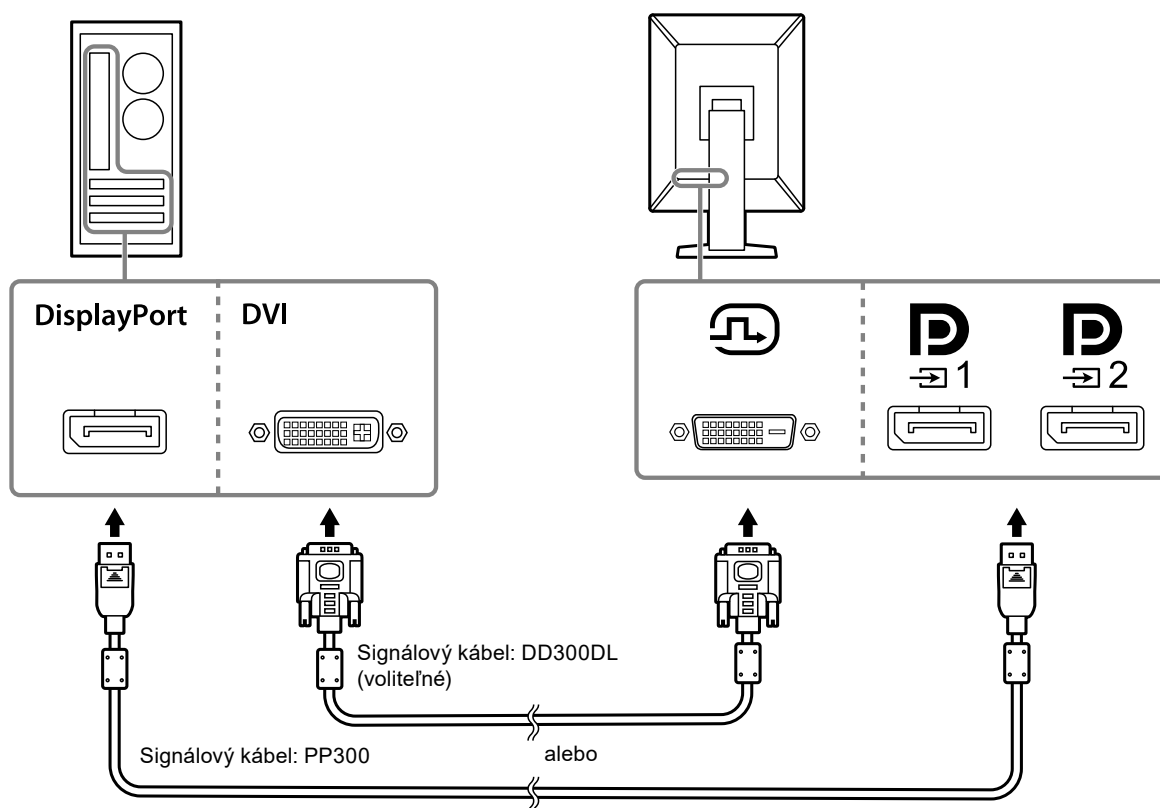 DisplayPort
DVI
1
2
Signálový kábel: DD300DL
(voliteľné)
Signálový kábel: PP300
alebo